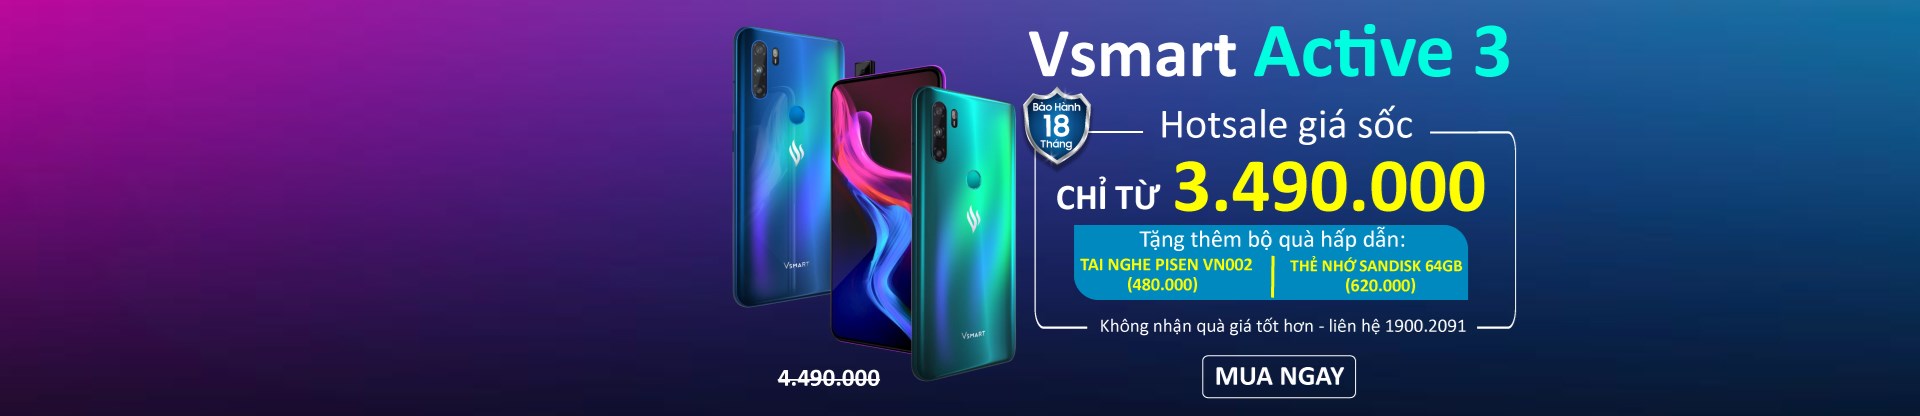 Vsmart Active 3
Bảo Hành
18
Tháng
Hotsale giá sốc
CHỈ TỪ 3.490.000
Tặng thêm bộ quà hấp dẫn:
TAI NGHE PISEN VN002
(480.000)
THẺ NHỚ SANDISK 64GB
(620.000)
Không nhận quà giá tốt hơn - liên hệ 1900.2091
MUA NGAY
4.490.000
VSMART
VSMART